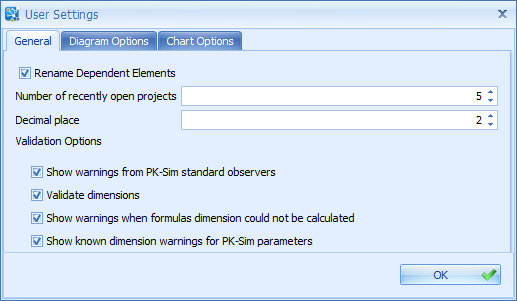 User Settings
General Diagram Options Chart Options
Rename Dependent Elements
Number of recently open projects 5
Decimal place 2
Validation Options
Show warnings from PK-Sim standard observers
Validate dimensions
Show warnings when formulas dimension could not be calculated
Show known dimension warnings for PK-Sim parameters
OK